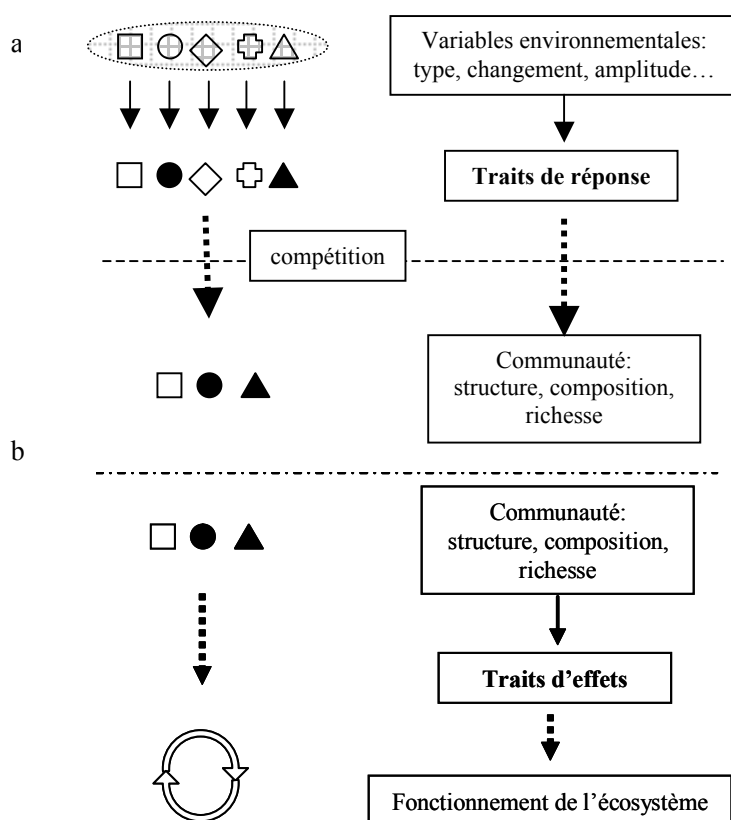 a
Variables environnementales:
type, changement, amplitude…
Traits de réponse
compétition
Communauté:
structure, composition,
richesse
b
Communauté:
structure, composition,
richesse
Traits d’effets
Fonctionnement de l’écosystème